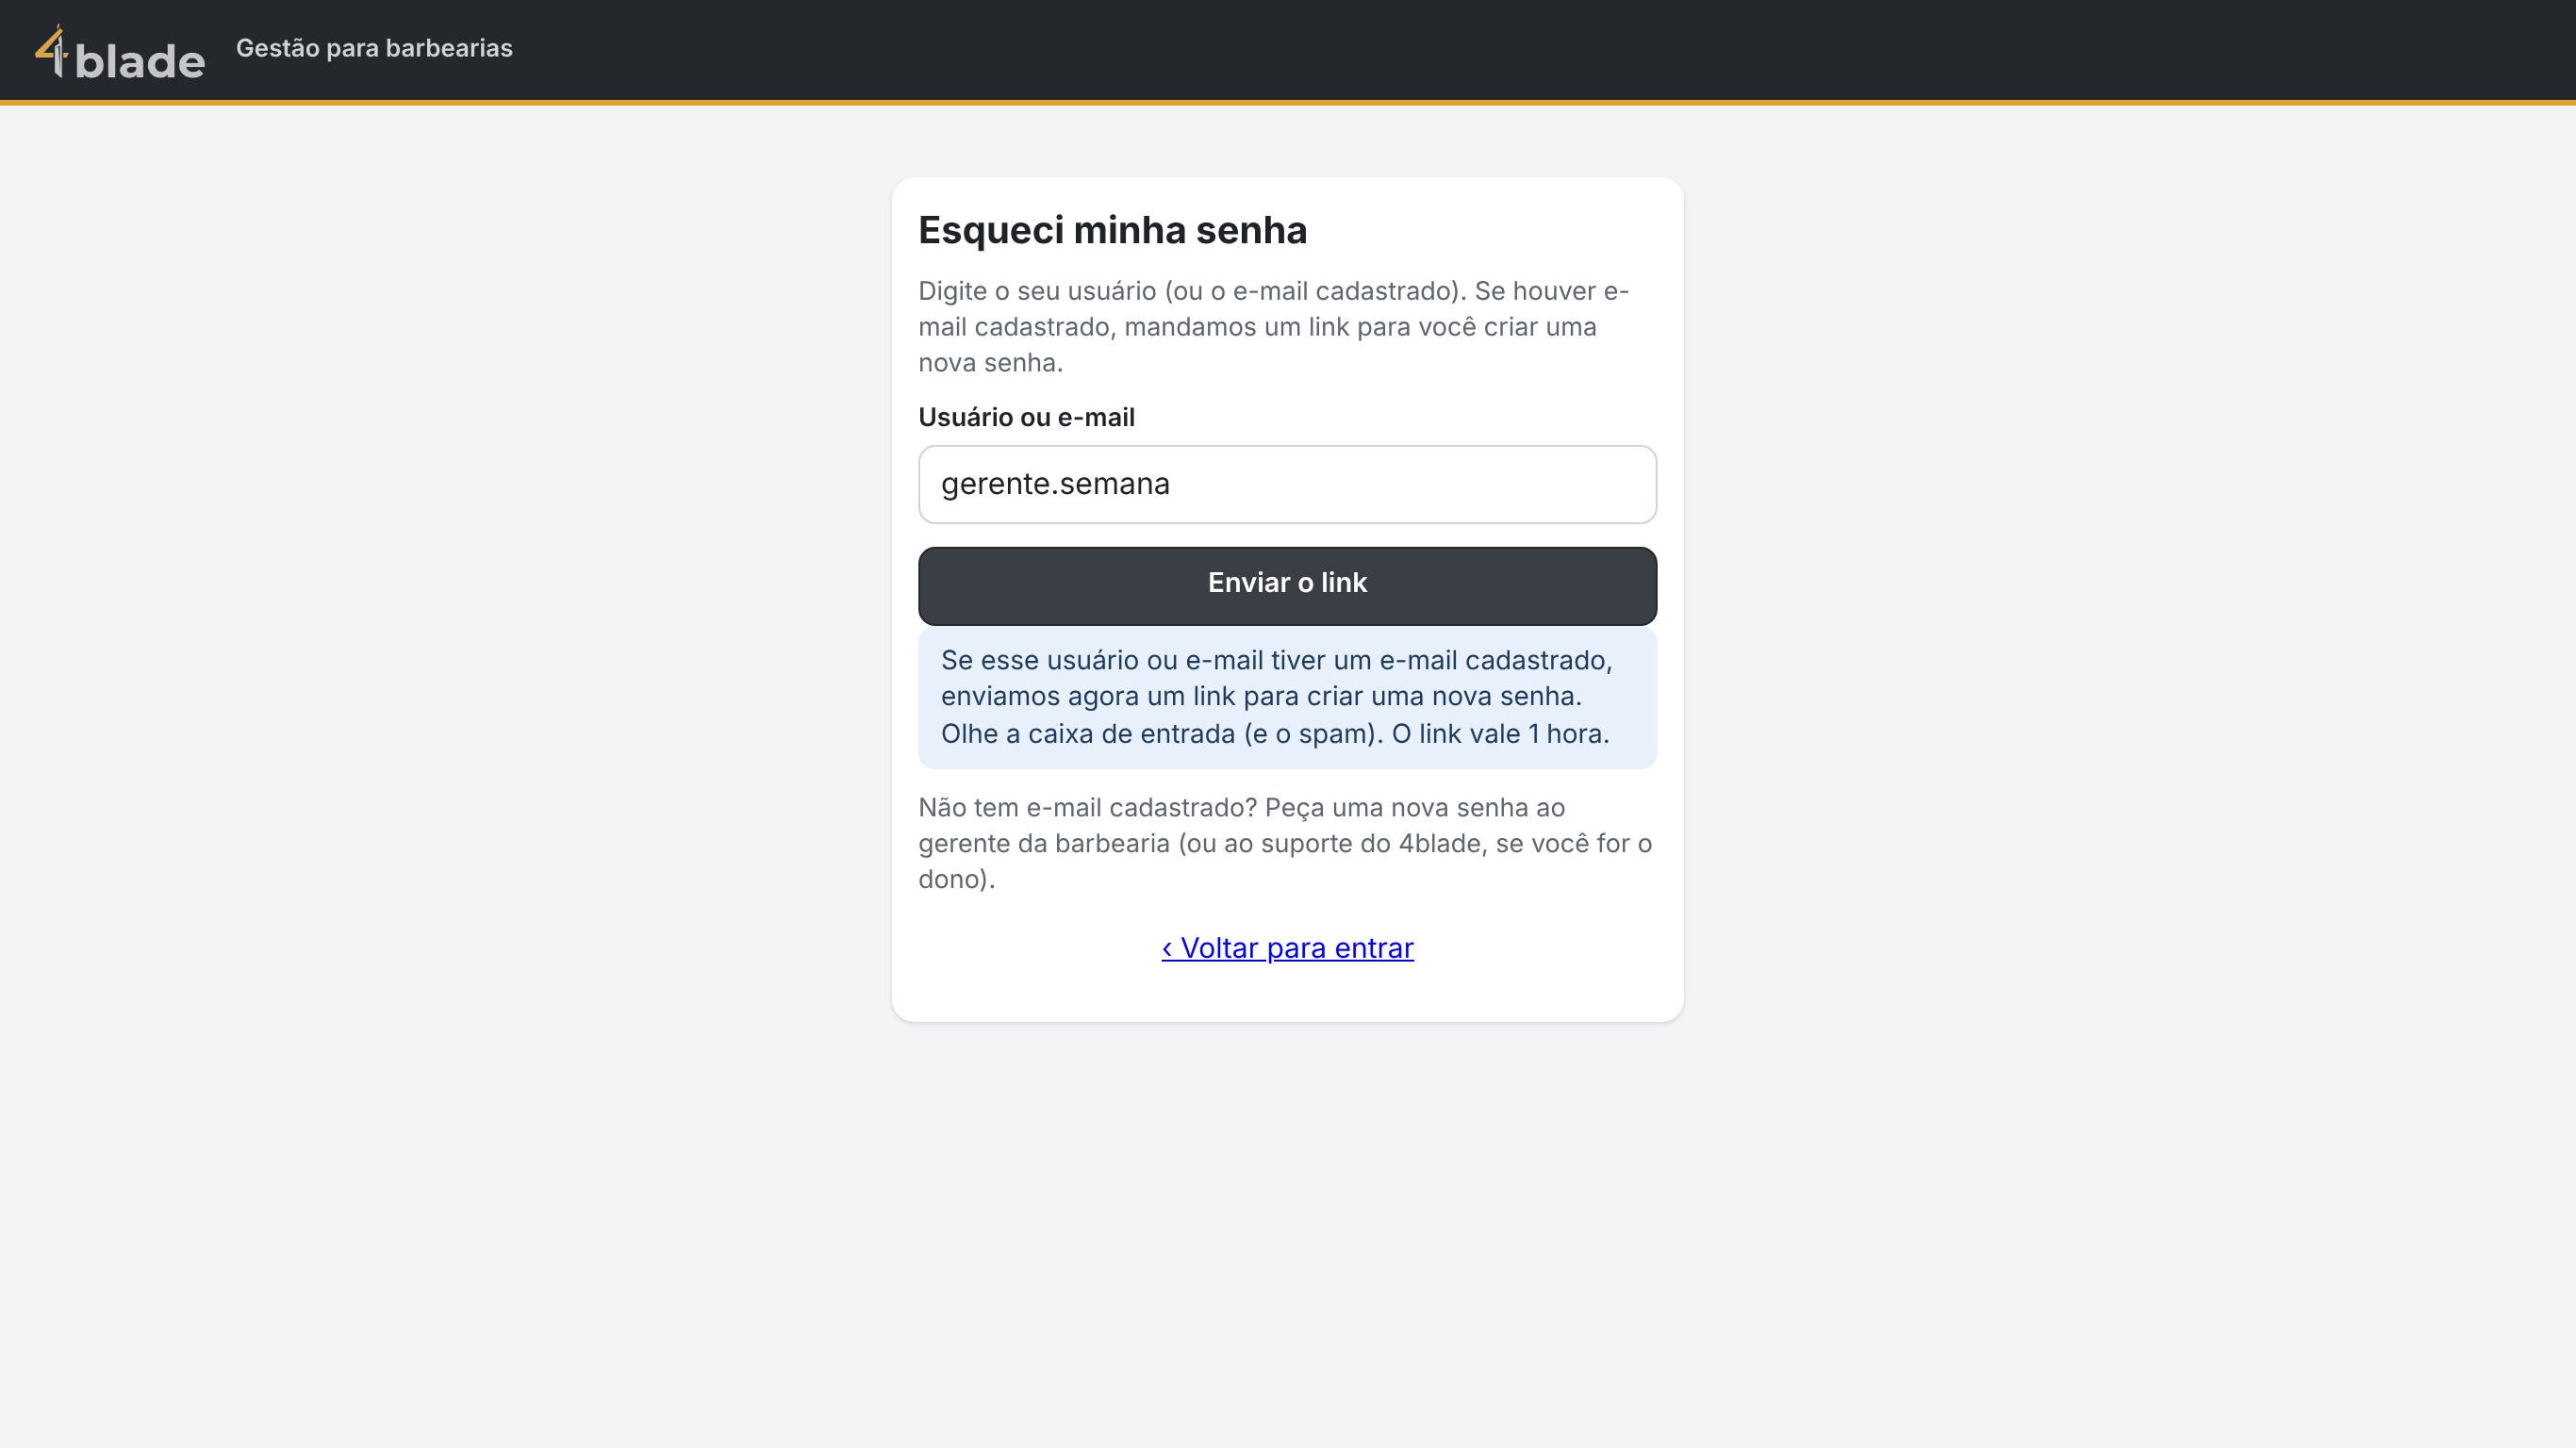 4blade
Gestão para barbearias
Esqueci minha senha
Digite o seu usuário (ou o e-mail cadastrado). Se houver e-
mail cadastrado, mandamos um link para você criar uma
nova senha.
Usuário ou e-mail
gerente.semana
Enviar o link
Se esse usuário ou e-mail tiver um e-mail cadastrado,
enviamos agora um link para criar uma nova senha.
Olhe a caixa de entrada (e o spam). O link vale 1 hora.
Não tem e-mail cadastrado? Peça uma nova senha ao
gerente da barbearia (ou ao suporte do 4blade, se você for o
dono).
‹ Voltar para entrar